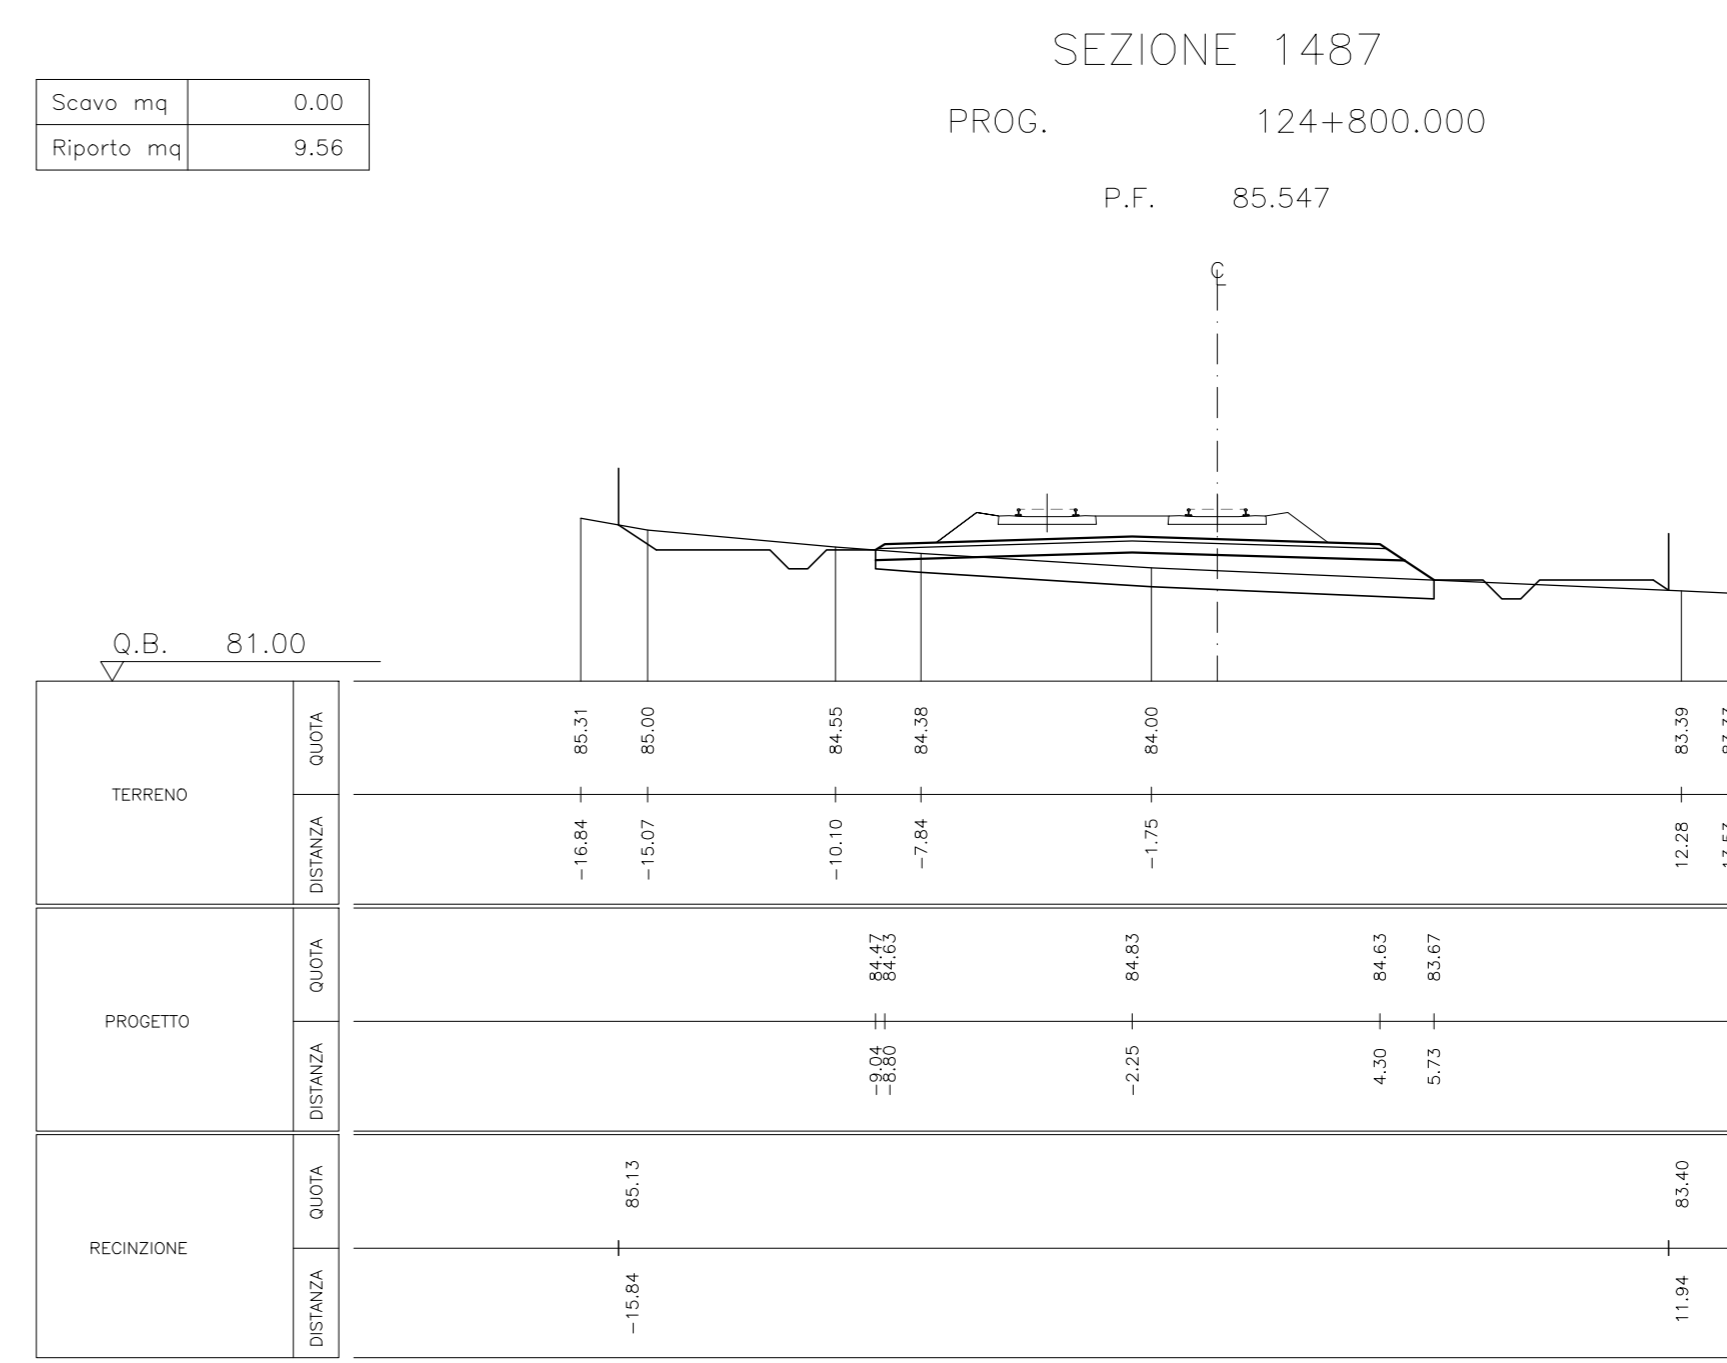 SEZIONE 1487
Scavo mq 0.00
PROG. 124+800.000
Riporto mq 9.56
P.F. 85.547
℄
Q.B. 81.00
TERRENO
QUOTA
85.31 85.00 84.55 84.38 84.00 83.39
DISTANZA
-16.84 -15.07 -10.10 -7.84 -1.75 12.28
PROGETTO
QUOTA
84.47 84.63 84.83 84.63 83.67
DISTANZA
-9.04 -8.80 -2.25 4.30 5.73
RECINZIONE
QUOTA
85.13 83.40
DISTANZA
-15.84 11.94